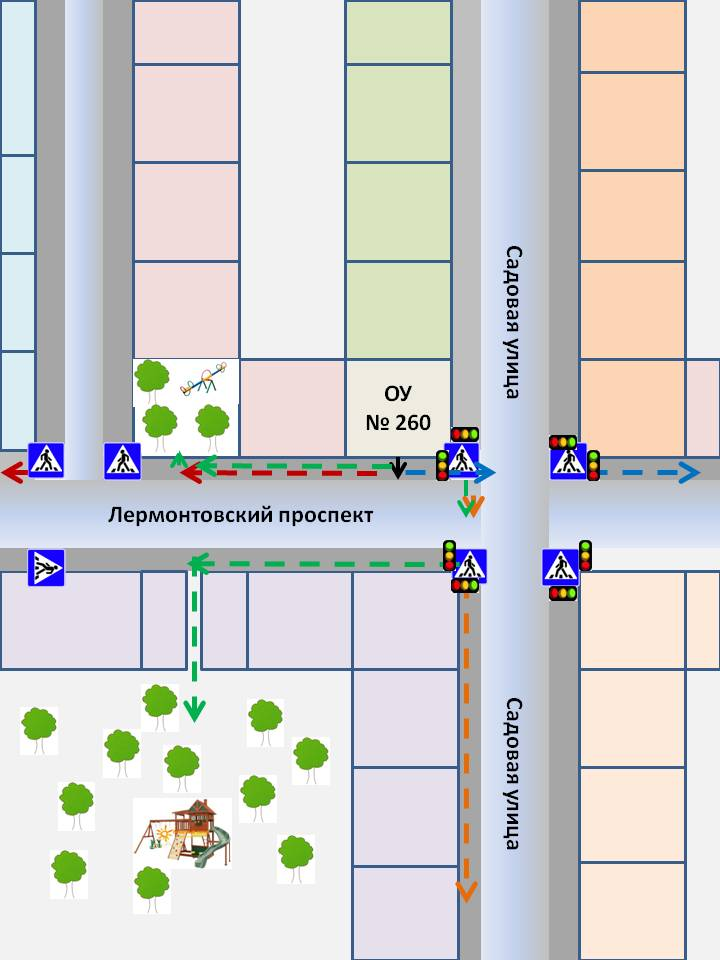 Садовая улица
ОУ
№ 260
Лермонтовский проспект
Садовая улица